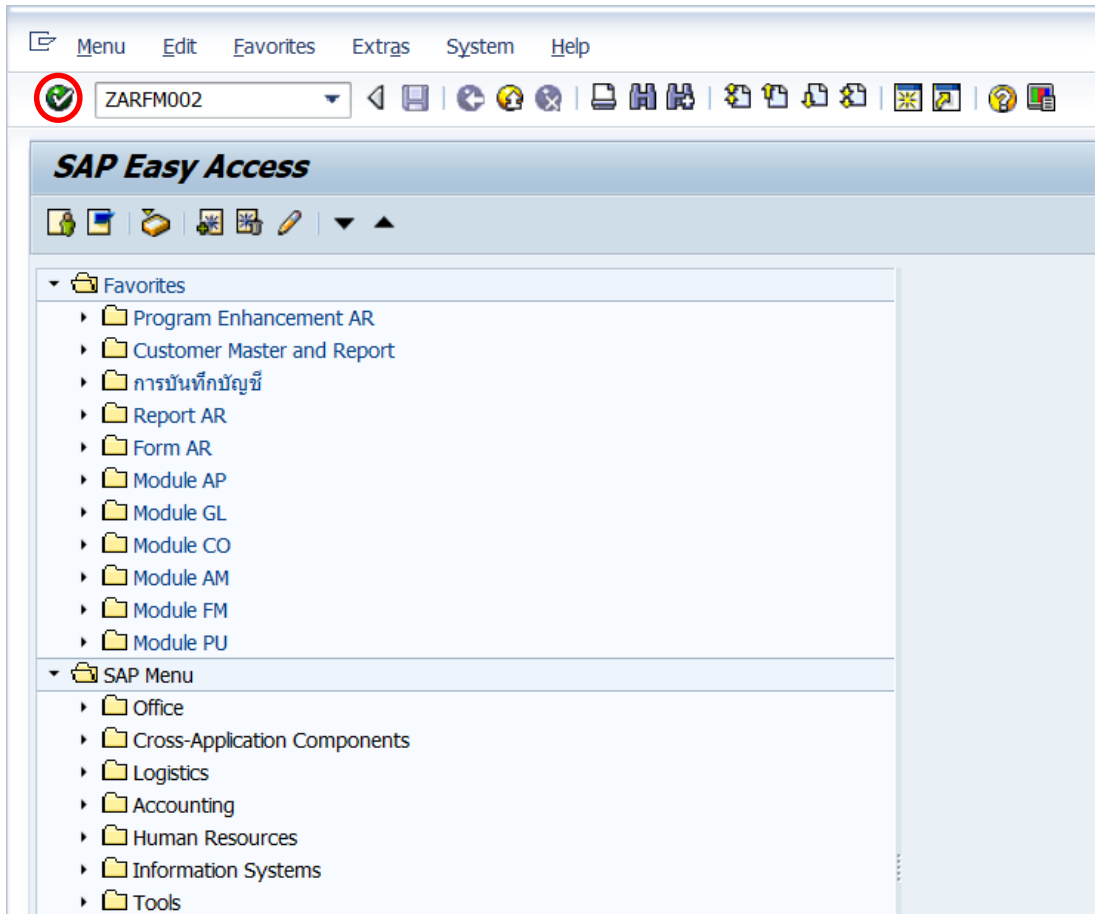 Menu Edit Favorites Extras System Help
ZARFM002
SAP Easy Access
Favorites
Program Enhancement AR
Customer Master and Report
การบันทึกบัญชี
Report AR
Form AR
Module AP
Module GL
Module CO
Module AM
Module FM
Module PU
SAP Menu
Office
Cross-Application Components
Logistics
Accounting
Human Resources
Information Systems
Tools